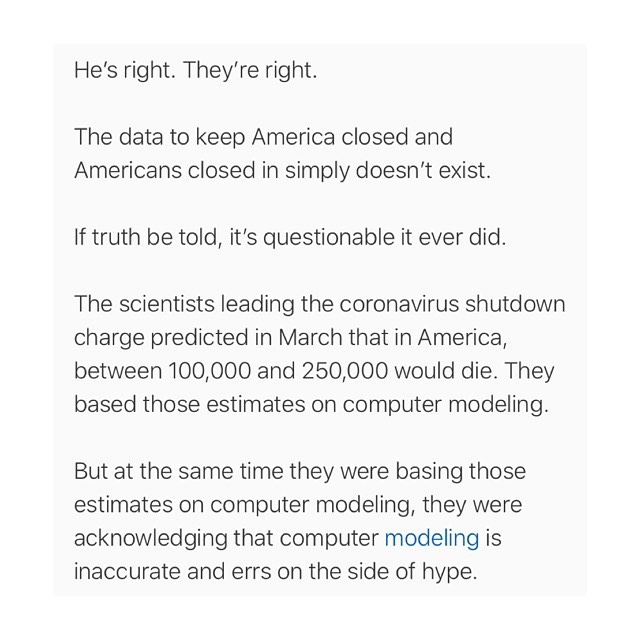 He’s right. They’re right.
The data to keep America closed and
Americans closed in simply doesn’t exist.
If truth be told, it’s questionable it ever did.
The scientists leading the coronavirus shutdown
charge predicted in March that in America,
between 100,000 and 250,000 would die. They
based those estimates on computer modeling.
But at the same time they were basing those
estimates on computer modeling, they were
acknowledging that computer modeling is
inaccurate and errs on the side of hype.